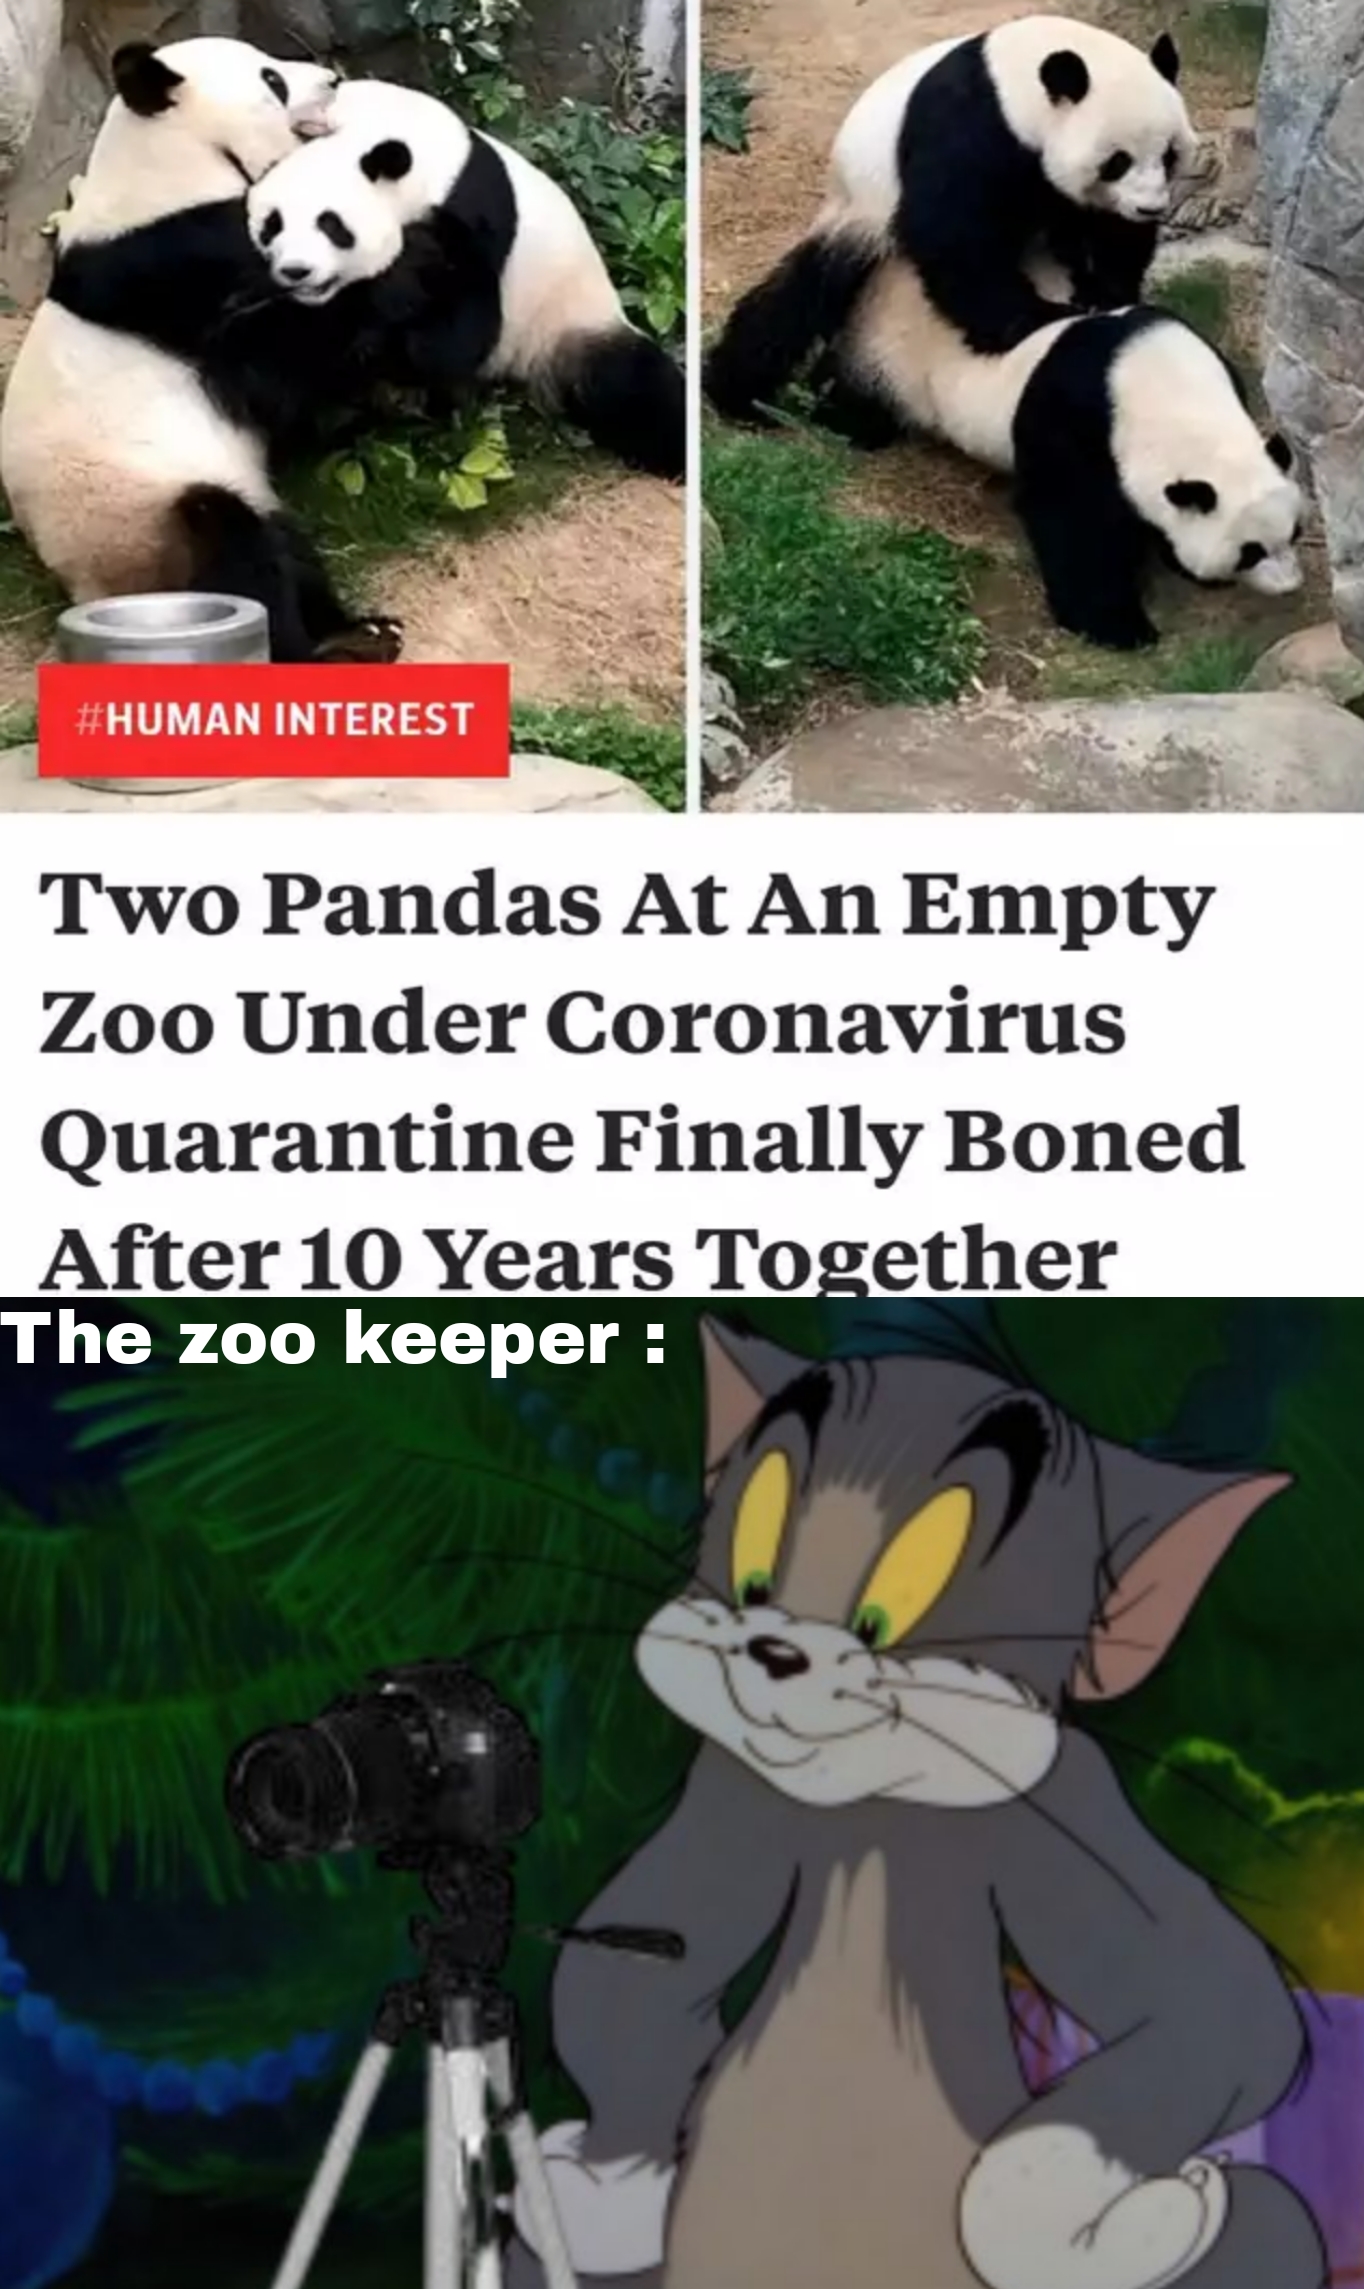 #HUMAN INTEREST
Two Pandas At An Empty
Zoo Under Coronavirus
Quarantine Finally Boned
After 10 Years Together
The zoo keeper :